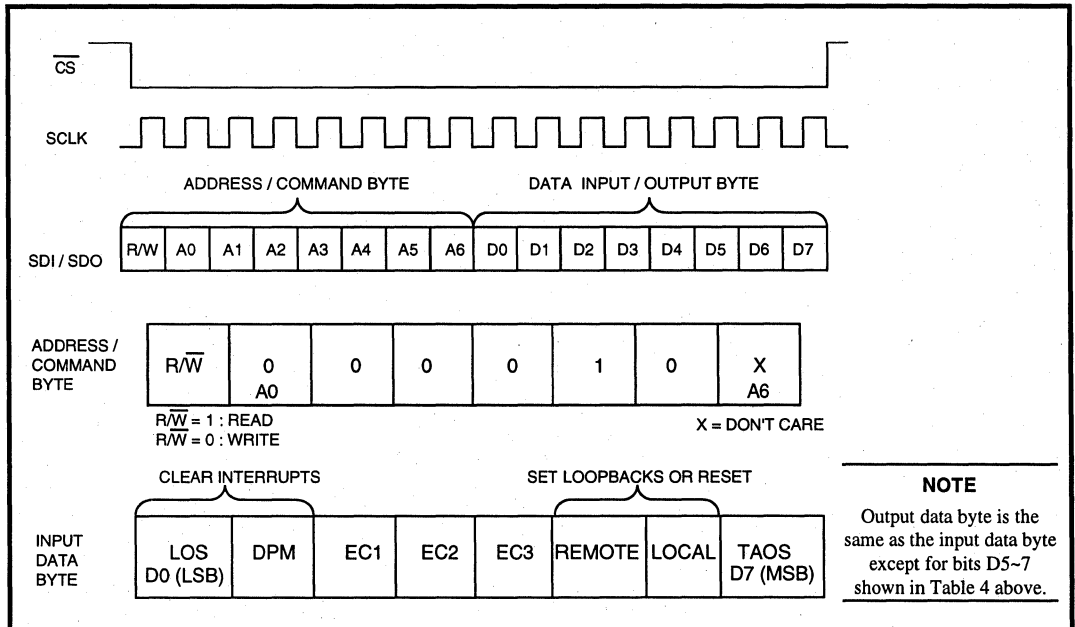 CS
SCLK
ADDRESS / COMMAND BYTE
DATA INPUT / OUTPUT BYTE
SDI / SDO
R/W A0 A1 A2 A3 A4 A5 A6 D0 D1 D2 D3 D4 D5 D6 D7
ADDRESS /
COMMAND
BYTE
R/W 0 0 0 0 1 0 X
A0 A6
R/W = 1 : READ
R/W = 0 : WRITE
X = DON'T CARE
CLEAR INTERRUPTS
SET LOOPBACKS OR RESET
INPUT
DATA
BYTE
LOS DPM EC1 EC2 EC3 REMOTE LOCAL TAOS
D0 (LSB) D7 (MSB)
NOTE
Output data byte is the
same as the input data byte
except for bits D5~7
shown in Table 4 above.